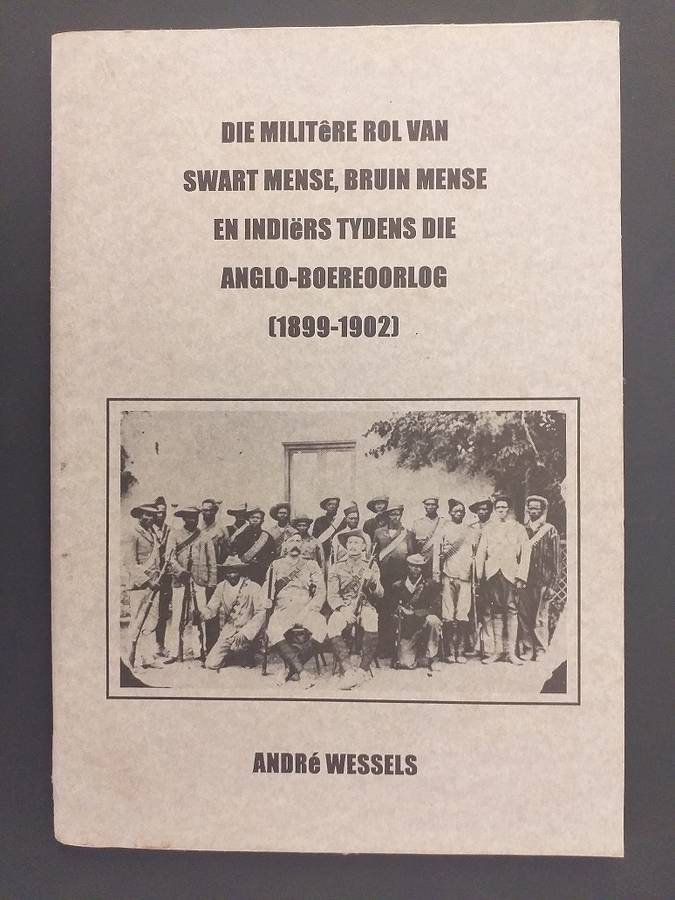 DIE MILITêRE ROL VAN
SWART MENSE, BRUIN MENSE
EN INDIëRS TYDENS DIE
ANGLO-BOEREOORLOG
(1899-1902)
ANDRé WESSELS